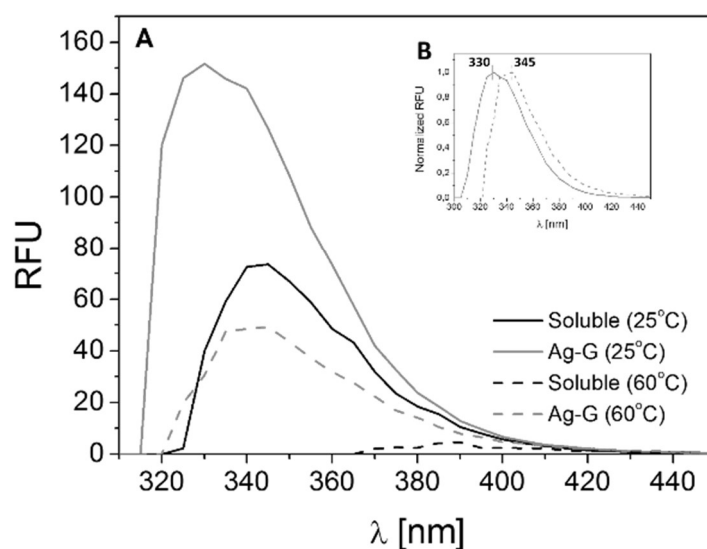 A
B
160
140
120
100
80
60
40
20
0
RFU
320 340 360 380 400 420 440
λ [nm]
330 345
1,0
0,8
0,6
0,4
0,2
0,0
Normalized RFU
300 320 340 360 380 400 420 440
λ [nm]
Soluble (25°C)
Ag-G (25°C)
Soluble (60°C)
Ag-G (60°C)